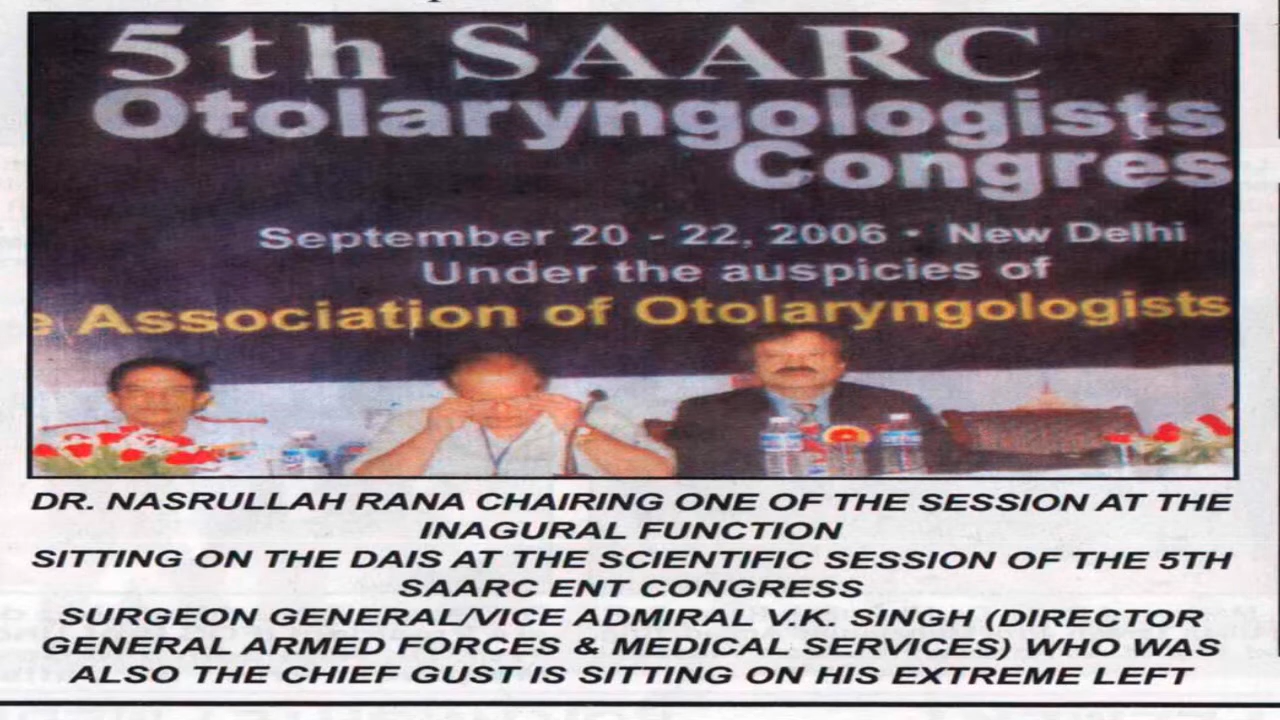 5th SAARC
Otolaryngologists
Congres
September 20 - 22, 2006 • New Delhi
Under the auspicies of
e Association of Otolaryngologists
DR. NASRULLAH RANA CHAIRING ONE OF THE SESSION AT THE
INAGURAL FUNCTION
SITTING ON THE DAIS AT THE SCIENTIFIC SESSION OF THE 5TH
SAARC ENT CONGRESS
SURGEON GENERAL/VICE ADMIRAL V.K. SINGH (DIRECTOR
GENERAL ARMED FORCES & MEDICAL SERVICES) WHO WAS
ALSO THE CHIEF GUST IS SITTING ON HIS EXTREME LEFT